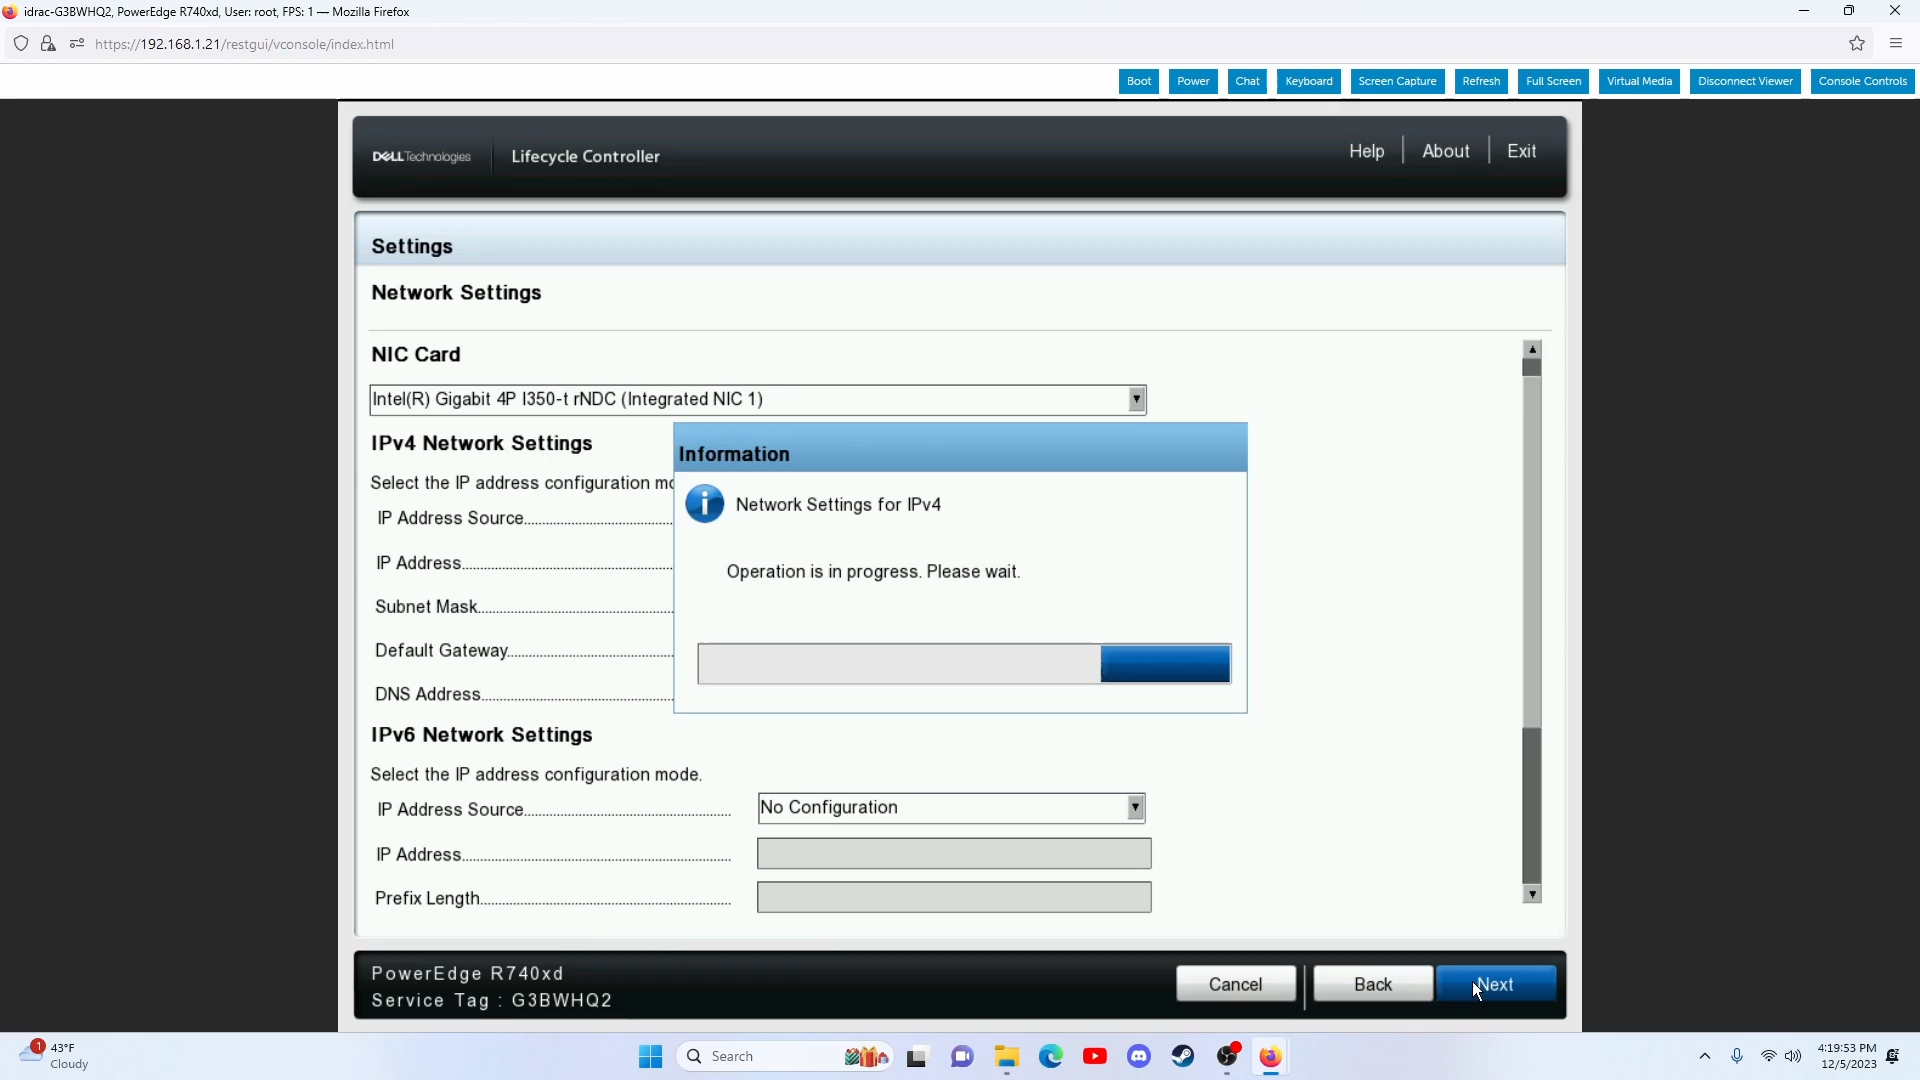 idrac-G3BWHQ2, PowerEdge R740xd, User: root, FPS: 1 — Mozilla Firefox
https://192.168.1.21/restgui/vconsole/index.html
Boot Power Chat Keyboard Screen Capture Refresh Full Screen Virtual Media Disconnect Viewer Console Controls
DELLTechnologies Lifecycle Controller Help About Exit
Settings
Network Settings
NIC Card
Intel(R) Gigabit 4P I350-t rNDC (Integrated NIC 1)
IPv4 Network Settings
Information
Select the IP address configuration mo
Network Settings for IPv4
IP Address Source
IP Address
Operation is in progress. Please wait.
Subnet Mask
Default Gateway
DNS Address
IPv6 Network Settings
Select the IP address configuration mode.
IP Address Source No Configuration
IP Address
Prefix Length
PowerEdge R740xd
Service Tag : G3BWHQ2
Cancel Back Next
1 43°F
Cloudy
Search
4:19:53 PM
12/5/2023